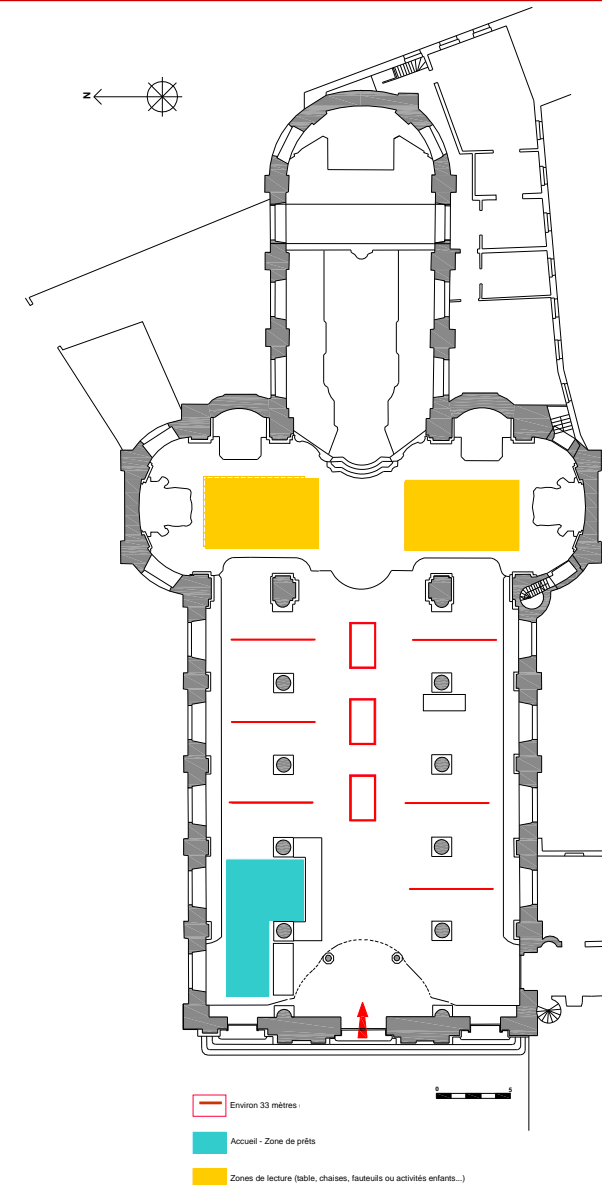 N
0 5
Environ 33 mètres :
Accueil - Zone de prêts
Zones de lecture (table, chaises, fauteuils ou activités enfants...)